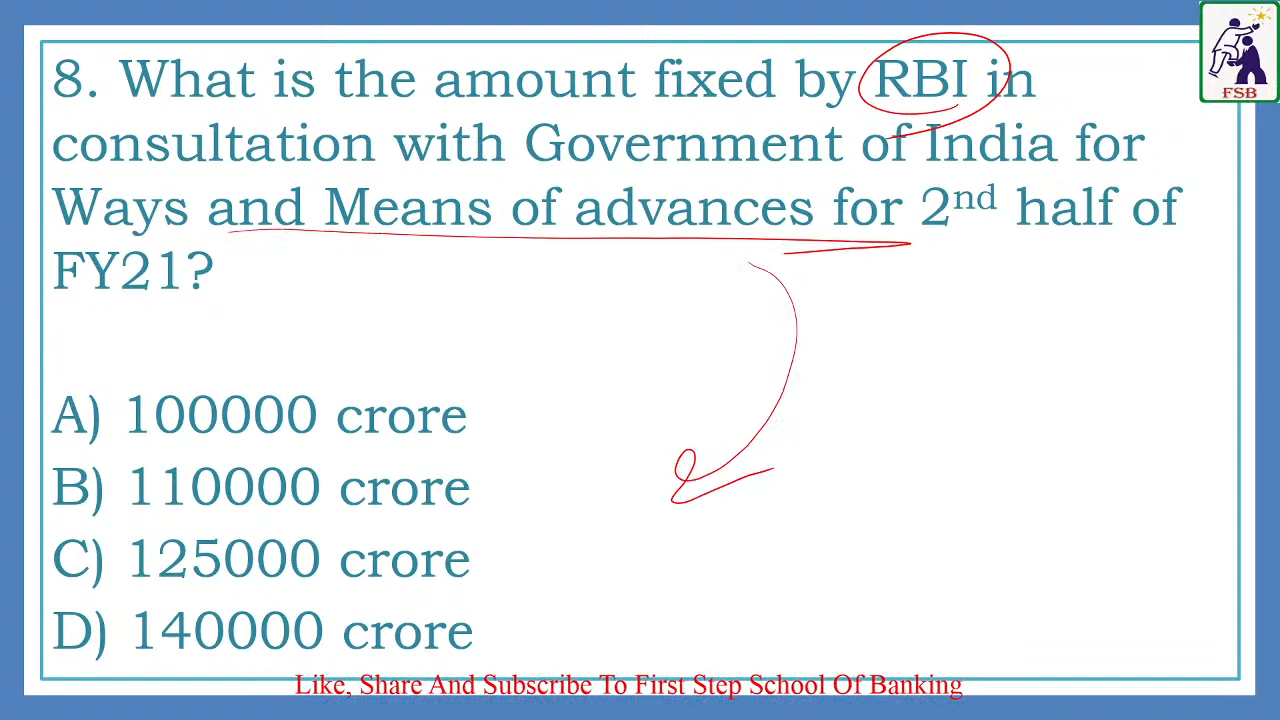 8. What is the amount fixed by RBI in
consultation with Government of India for
Ways and Means of advances for 2nd half of
FY21?
A) 100000 crore
B) 110000 crore
C) 125000 crore
D) 140000 crore
Like, Share And Subscribe To First Step School Of Banking
FSB